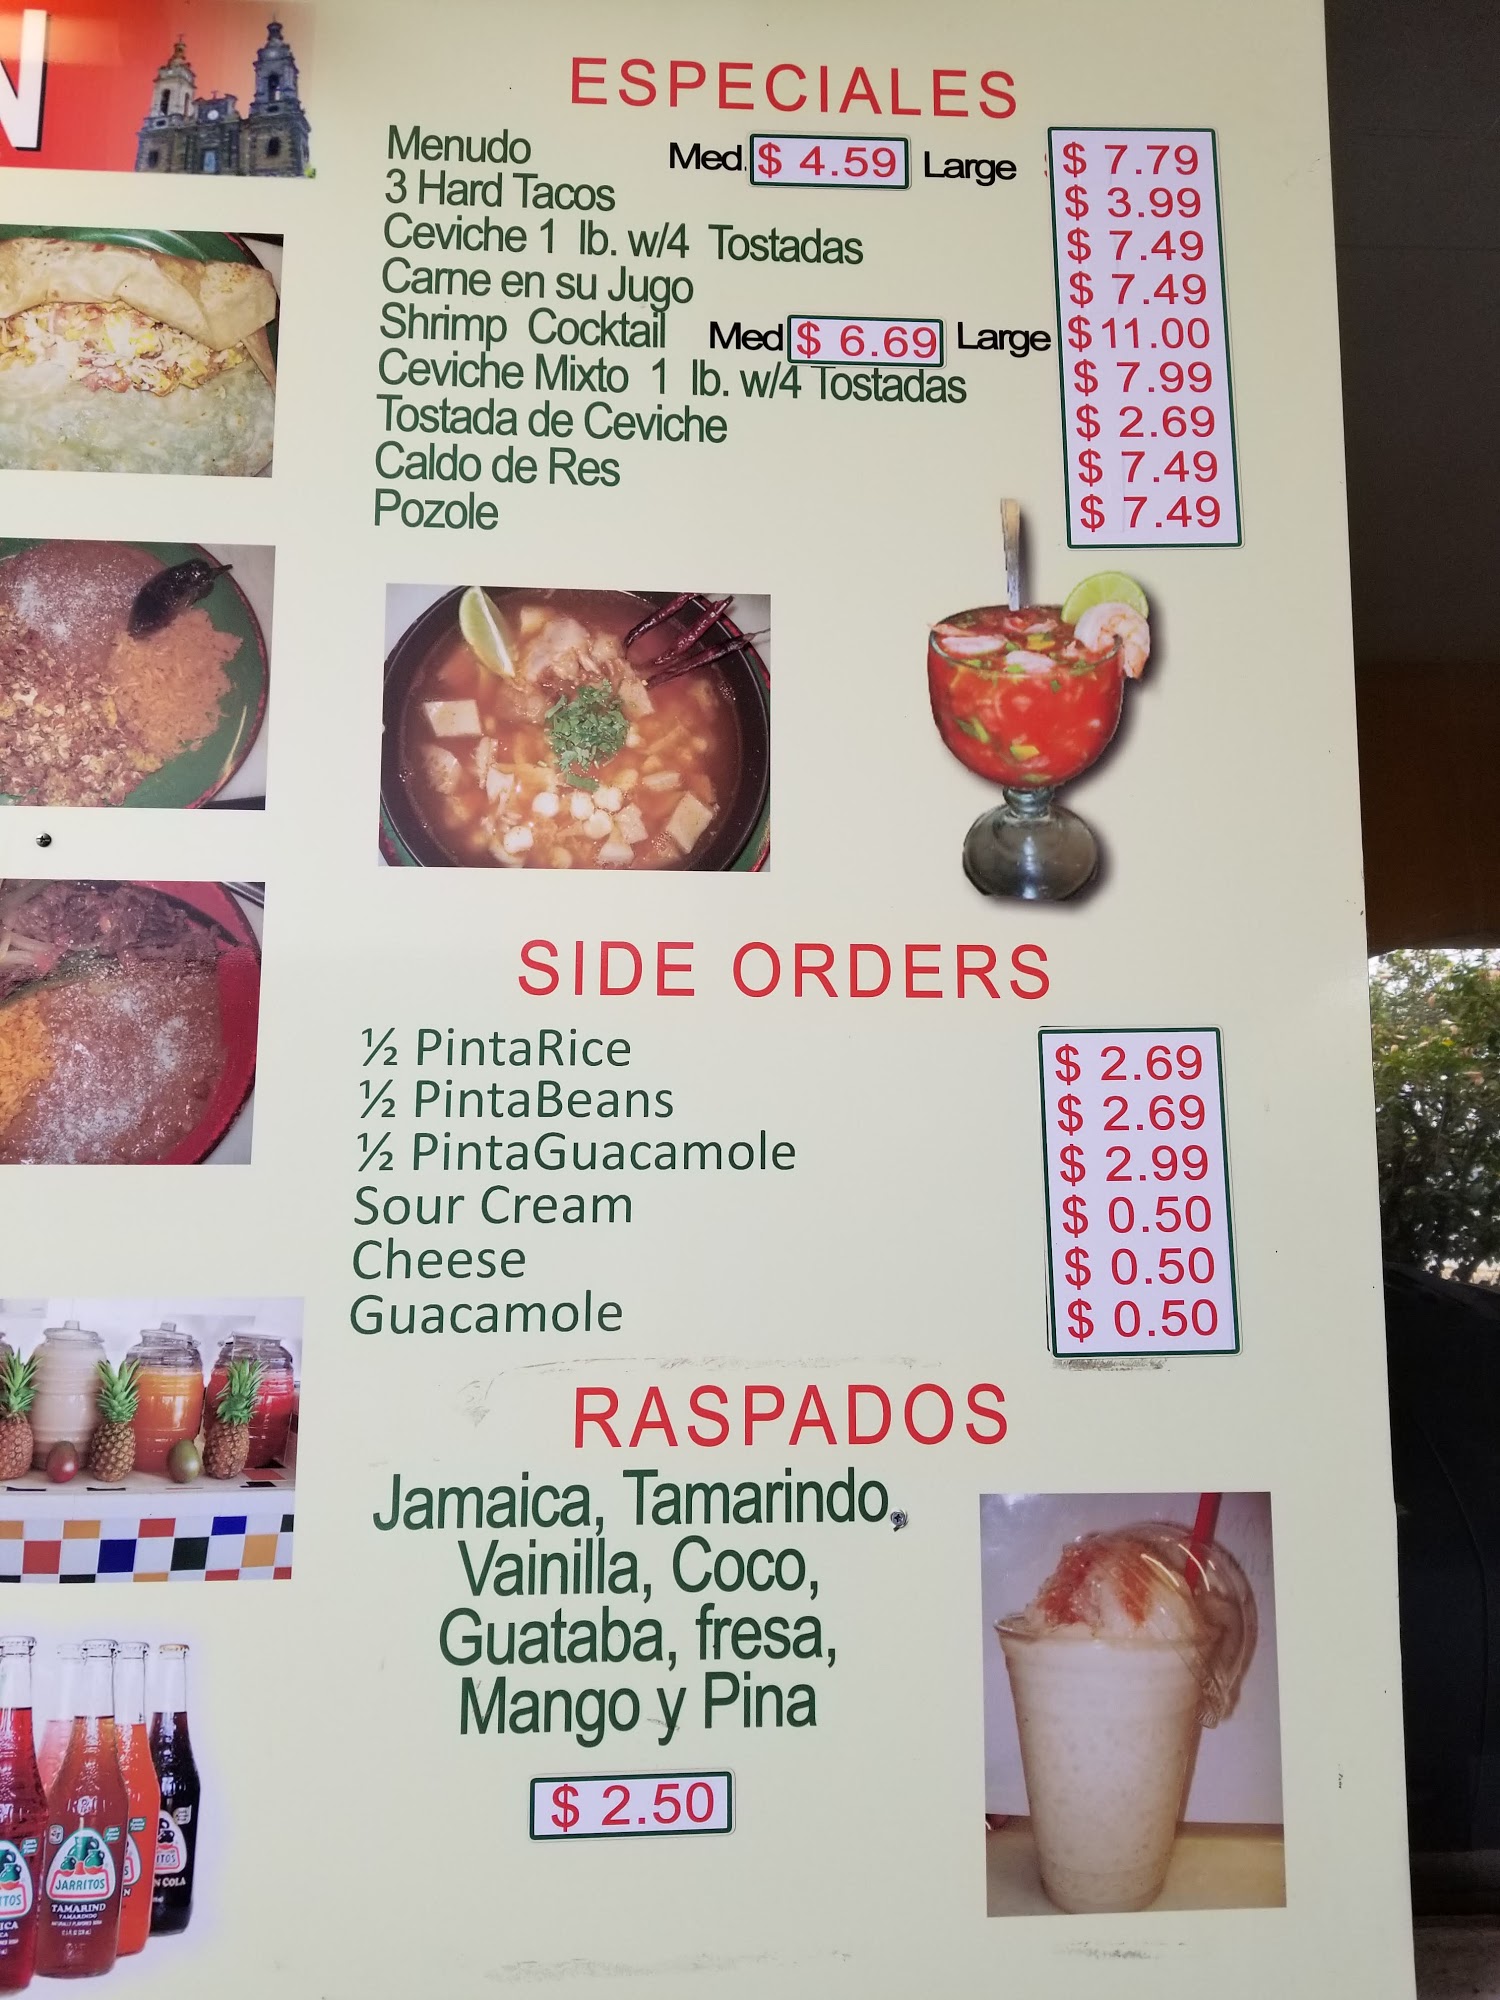 N
ESPECIALES
Menudo Med. $ 4.59 Large $ 7.79
3 Hard Tacos $ 3.99
Ceviche 1 lb. w/4 Tostadas $ 7.49
Carne en su Jugo $ 7.49
Shrimp Cocktail Med $ 6.69 Large $11.00
Ceviche Mixto 1 lb. w/4 Tostadas $ 7.99
Tostada de Ceviche $ 2.69
Caldo de Res $ 7.49
Pozole $ 7.49
SIDE ORDERS
½ PintaRice $ 2.69
½ PintaBeans $ 2.69
½ PintaGuacamole $ 2.99
Sour Cream $ 0.50
Cheese $ 0.50
Guacamole $ 0.50
RASPADOS
Jamaica, Tamarindo,
Vainilla, Coco,
Guataba, fresa,
Mango y Pina
$ 2.50
JARRITOS
TAMARIND
TAMARINDO
COLA